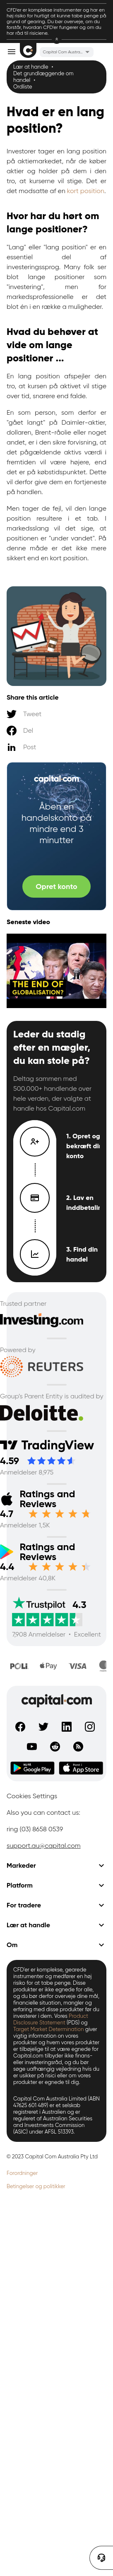 CFD'er er komplekse instrumenter og har en
høj risiko for hurtigt at kunne tabe penge på
grund af gearing. Du bør overveje, om du
forstår, hvordan CFD'er fungerer og om du
har råd til risiciene.
Capital Com Austra...
Lær at handle •
Det grundlæggende om
handel •
Ordliste
Hvad er en lang
position?
Investorer tager en lang position
på aktiemarkedet, når de køber
aktier og holder dem i den tro,
at kurserne vil stige. Det er det
det modsatte af en kort position.
Hvor har du hørt om
lange positioner?
"Long" eller "lang position" er en
essentiel del af
investeringssprog. Mange folk ser
blot lange positioner som
"investering", men for
markedsprofessionelle er det
blot én i en række a muligheder.
Hvad du behøver at
vide om lange
positioner ...
En lang position afspejler den
tro, at kursen på aktivet vil stige
over tid, snarere end falde.
En som person, som derfor er
"gået langt" på Daimler-aktier,
dollaren, Brent-råolie eller noget
andet, er i den sikre forvisning, at
det pågældende aktivs værd i
fremtiden vil være højere, end
det er på købstidspunktet. Dette
vil derfor give dem en fortjeneste
på handlen.
Men tager de fejl, vil den lange
position resultere i et tab. I
markedsslang vil det sige, at
positionen er "under vandet". På
denne måde er det ikke mere
sikkert end en kort position.
Share this article
Tweet
Del
Post
capital.com
Åben en
handelskonto på
mindre end 3
minutter
Opret konto
Seneste video
THE END OF
GLOBALISATION?
Leder du stadig
efter en mægler,
du kan stole på?
Deltag sammen med
500.000+ handlende over
hele verden, der valgte at
handle hos Capital.com
1. Opret og
bekræft din
konto
2. Lav en
indbetaling
3. Find din
handel
Trusted partner
Investing.com
Powered by
REUTERS
Group's Parent Entity is audited by
Deloitte.
TradingView
4.59
Anmeldelser 8,975
Ratings and
Reviews
4.7
Anmeldelser 1,5K
Ratings and
Reviews
4.4
Anmeldelser 40,8K
Trustpilot 4.3
7,908 Anmeldelser • Excellent
POLi Pay VISA
capital•com
Google Play App Store
Cookies Settings
Also you can contact us:
ring (03) 8658 0539
support.au@capital.com
Markeder
Platform
For tradere
Lær at handle
Om
CFD'er er komplekse, gearede
instrumenter og medfører en høj
risiko for at tabe penge. Du ejer
ikke, og du bør derfor overveje dine mål,
finansielle situation, mangler og
erfaring med disse produkter, før du
investerer i dem. Vores Product
Disclosure Statement (PDS) og
Target Market Determination giver
vigtig information om vores
produkter og hvem produkter er
er tilbyder er egnede for
Capital.com tilbyder ikke finans-
eller investeringsrådgivning. Du
bør søge uafhængig vejledning hvis du
er usikker på om vores
produkter er egnede til dig.
Capital Com Australia Limited (ABN
47625 601 489) er et selskab
registreret i Australien og er
reguleret af Australian Securities
and Investments Commission
(ASIC) under AFSL 513393.
© 2023 Capital Com Australia Pty Ltd
Forordninger
Betingelser og politikker